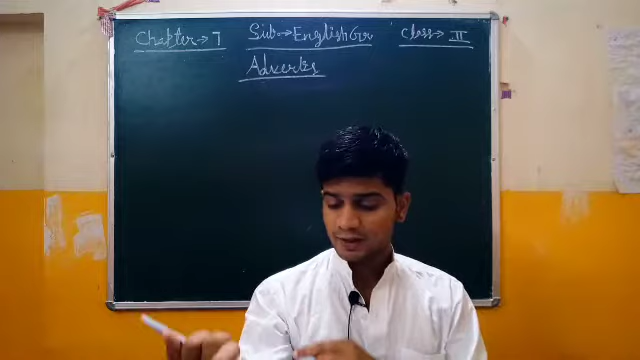 Chapter → 7 Sub → English Gr Class → III
Adverbs